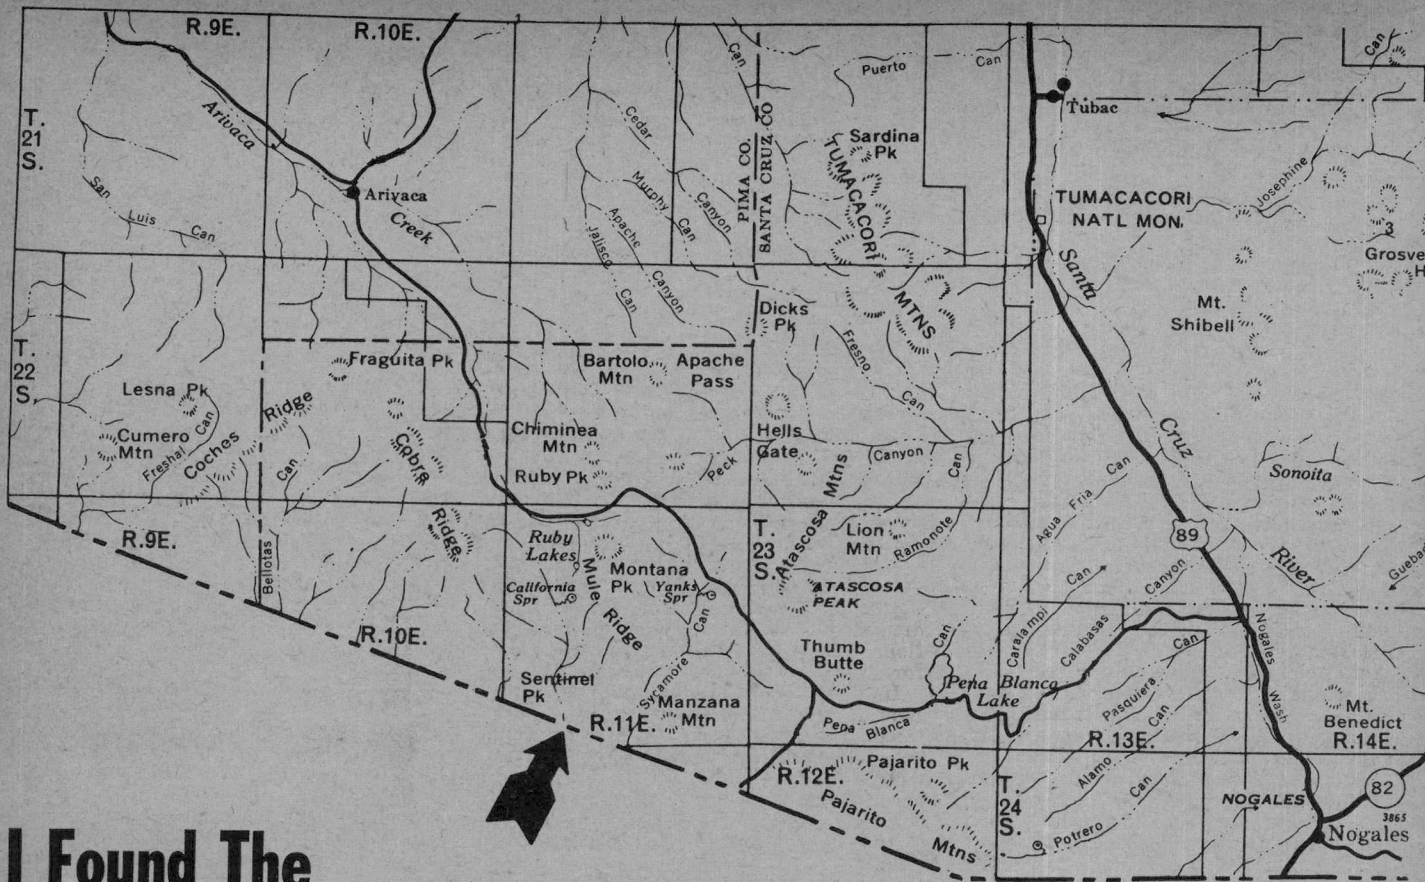 R.9E.
R.10E.
T.
21
S.
Arivaca
Arivaca
Creek
San Luis Can
Can
Cedar
Canyon
Murphy
Can
Apache
Canyon
Jalisco
Can
PIMA CO.
SANTA CRUZ CO
Puerto Can
Sardina
Pk
TUMACACORI
MTNS
Tubac
TUMACACORI
NATL MON.
Can
Josephine
3
Grosve
H
Santa
Cruz
River
Mt.
Shibell
T.
22
S.
Lesna Pk
Cumero
Mtn
Freshal Can
Coches
Ridge
Can
Fraguita Pk
Cobra
Ridge
Bartolo
Mtn
Apache
Pass
Dicks
Pk
Fresno
Can
Chiminea
Mtn
Ruby Pk
Peck
Canyon
Hells
Gate
Atascosa Mtns
Can
Sonoita
R.9E.
Bellotas
R.10E.
Ruby
Lakes
California
Spr
Mule
Ridge
Montana
Pk
Yanks
Spr
Can
Sycamore
T.
23
S.
Lion
Mtn
Ramonote
ATASCOSA
PEAK
Agua Fria Can
89
Gueba
Can
Calabasas
Canyon
Caralampi
Can
Thumb
Butte
Pena Blanca
Lake
Pena Blanca
Sentinel
Pk
R.11E.
Manzana
Mtn
Nogales
Wash
Pasquiera
Can
Mt.
Benedict
R.14E.
R.13E.
R.12E.
Pajarito Pk
Pajarito
Mtns
Alamo
Can
Can
Potrero
T.
24
S.
NOGALES
82
3865
Nogales
I Found The